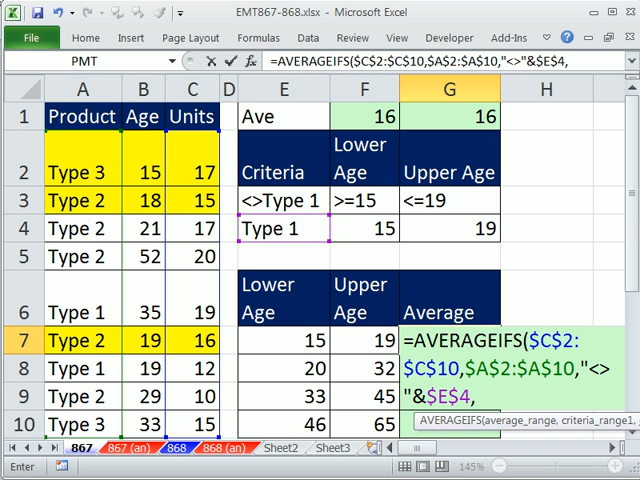 EMT867-868.xlsx - Microsoft Excel
File Home Insert Page Layout Formulas Data Review View Developer Add-Ins
PMT fx =AVERAGEIFS($C$2:$C$10,$A$2:$A$10,"<>"&$E$4,
A B C D E F G H
1 Product Age Units Ave 16 16
2 Type 3 15 17 Criteria Lower Age Upper Age
3 Type 2 18 15 <>Type 1 >=15 <=19
4 Type 2 21 17 Type 1 15 19
5 Type 2 52 20
6 Type 1 35 19 Lower Age Upper Age Average
7 Type 2 19 16 15 19 =AVERAGEIFS($C$2:
8 Type 1 19 12 20 32 $C$10,$A$2:$A$10,"<>
9 Type 2 29 10 33 45 "&$E$4,
10 Type 3 33 15 46 65
AVERAGEIFS(average_range, criteria_range1,
867 867 (an) 868 868 (an) Sheet2 Sheet3
Enter 145%